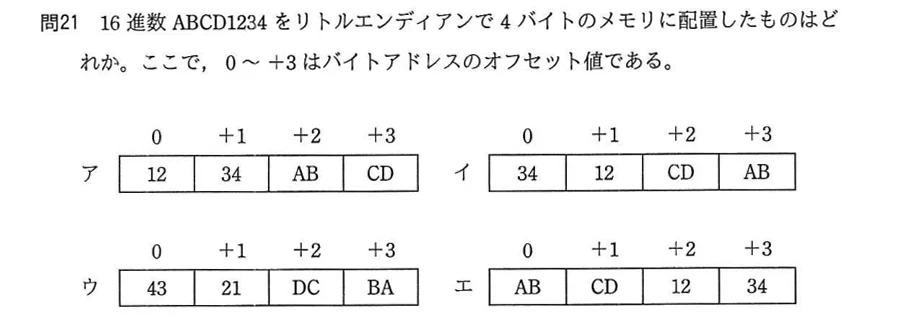 問21 16進数 ABCD1234 をリトルエンディアンで 4 バイトのメモリに配置したものはど
れか。ここで，0 ～ +3 はバイトアドレスのオフセット値である。
0 +1 +2 +3 0 +1 +2 +3
ア 12 34 AB CD イ 34 12 CD AB
0 +1 +2 +3 0 +1 +2 +3
ウ 43 21 DC BA エ AB CD 12 34